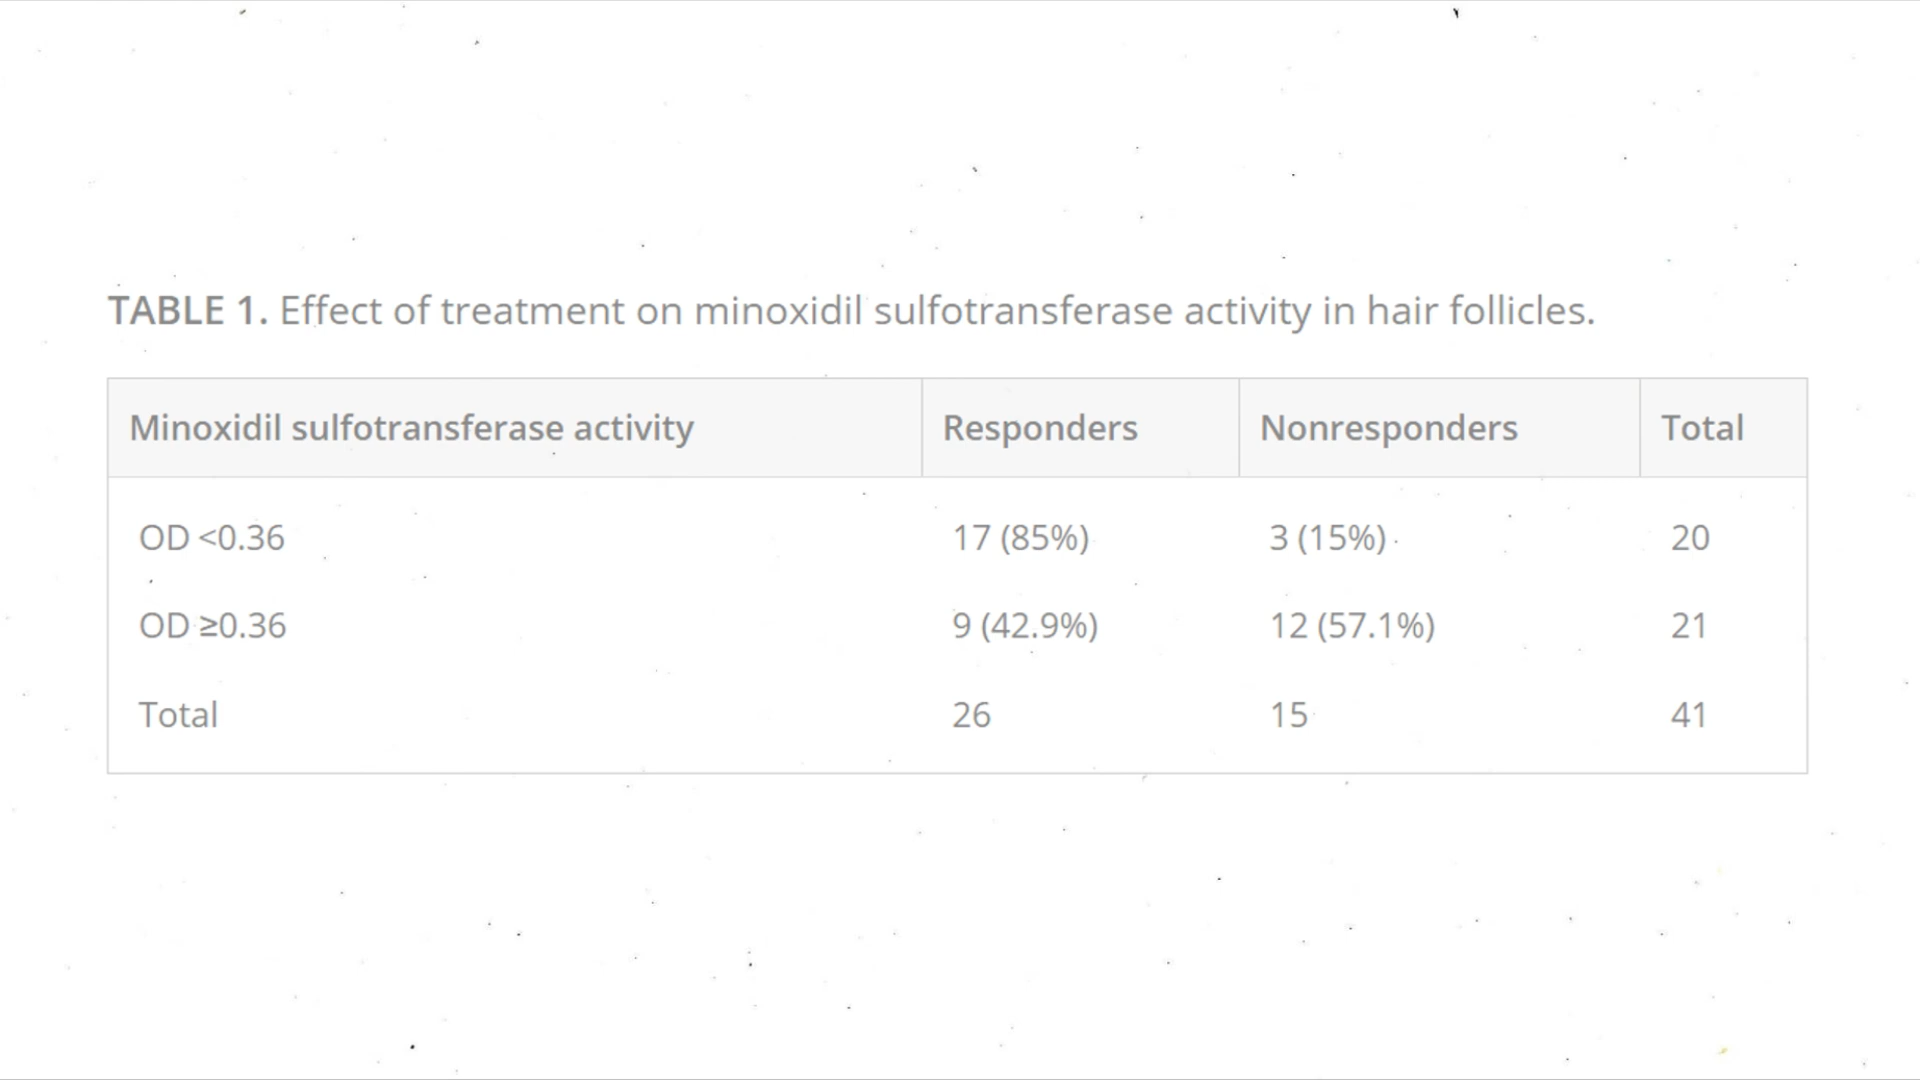 TABLE 1. Effect of treatment on minoxidil sulfotransferase activity in hair follicles.
Minoxidil sulfotransferase activity Responders Nonresponders Total
OD <0.36 17 (85%) 3 (15%) 20
OD ≥0.36 9 (42.9%) 12 (57.1%) 21
Total 26 15 41